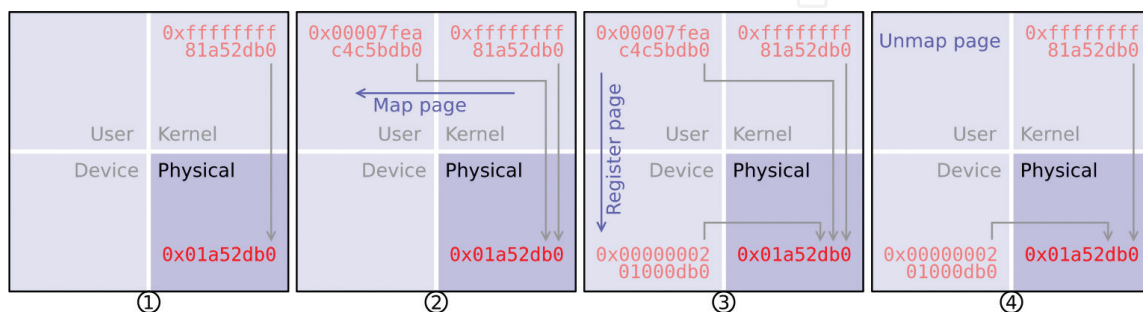 0xffffffff
81a52db0
User Kernel
Device Physical
0x01a52db0
①
0x00007fea 0xffffffff
c4c5bdb0 81a52db0
Map page
User Kernel
Device Physical
0x01a52db0
②
0x00007fea 0xffffffff
c4c5bdb0 81a52db0
Register page
User Kernel
Device Physical
0x00000002 0x01a52db0
01000db0
③
0xffffffff
Unmap page 81a52db0
User Kernel
Device Physical
0x00000002 0x01a52db0
01000db0
④